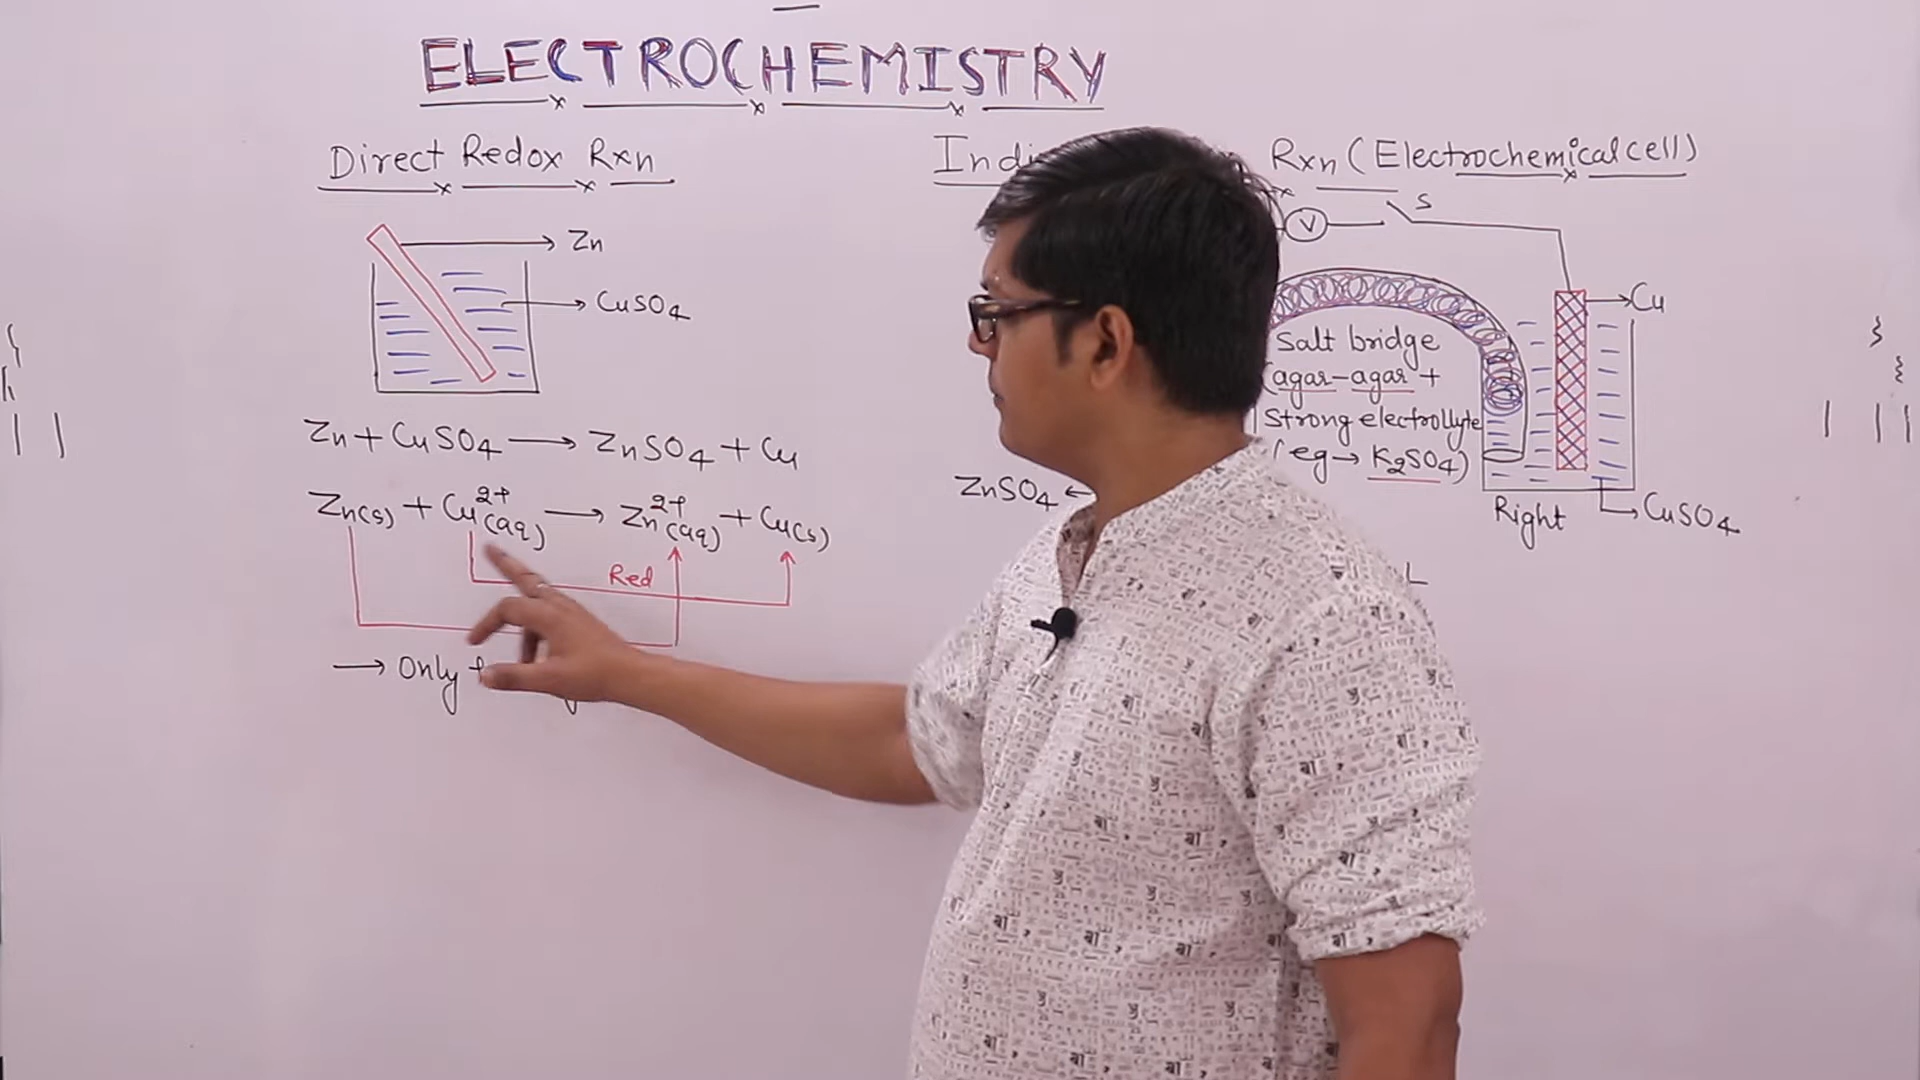 ELECTROCHEMISTRY
Direct Redox Rxn
Zn
CuSO4
Zn + CuSO4 → ZnSO4 + Cu
Zn(s) + Cu2+(aq) → Zn2+(aq) + Cu(s)
Red
→ Only
Rxn (Electrochemical cell)
V
S
Cu
Salt bridge
(agar-agar +
Strong electrollyte
(eg → K2SO4)
ZnSO4 ←
Right
CuSO4